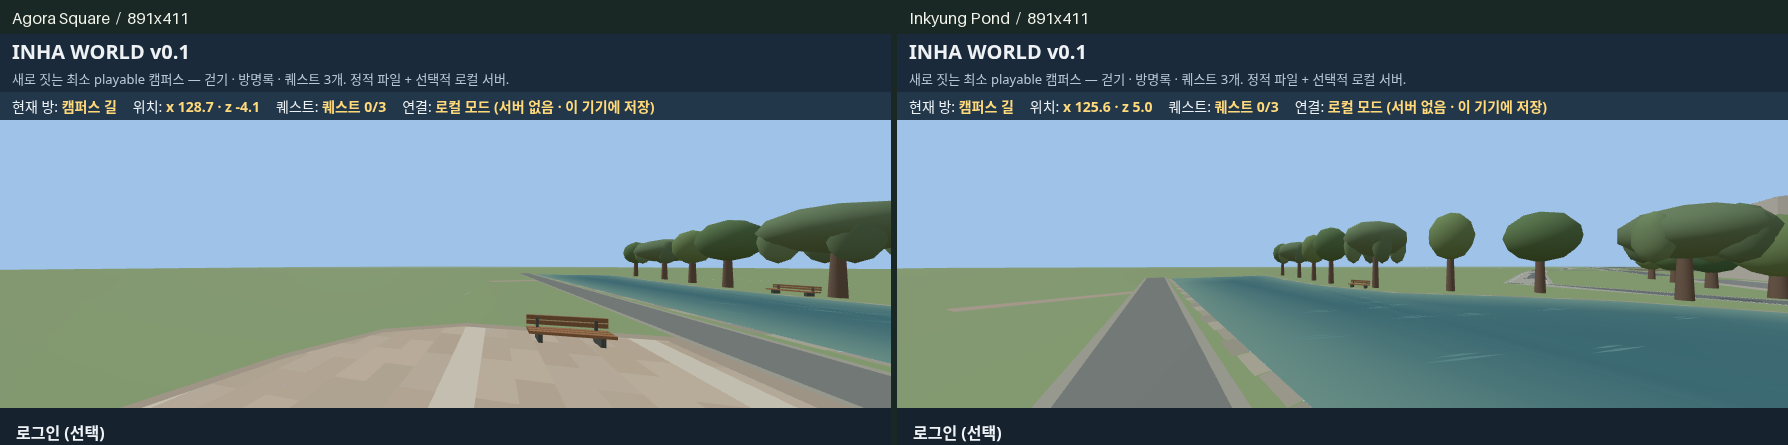 Agora Square / 891x411
INHA WORLD v0.1
새로 짓는 최소 playable 캠퍼스 — 걷기 · 방명록 · 퀘스트 3개. 정적 파일 + 선택적 로컬 서버.
현재 방: 캠퍼스 길 위치: x 128.7 · z -4.1 퀘스트: 퀘스트 0/3 연결: 로컬 모드 (서버 없음 · 이 기기에 저장)
로그인 (선택)
Inkyung Pond / 891x411
INHA WORLD v0.1
새로 짓는 최소 playable 캠퍼스 — 걷기 · 방명록 · 퀘스트 3개. 정적 파일 + 선택적 로컬 서버.
현재 방: 캠퍼스 길 위치: x 125.6 · z 5.0 퀘스트: 퀘스트 0/3 연결: 로컬 모드 (서버 없음 · 이 기기에 저장)
로그인 (선택)